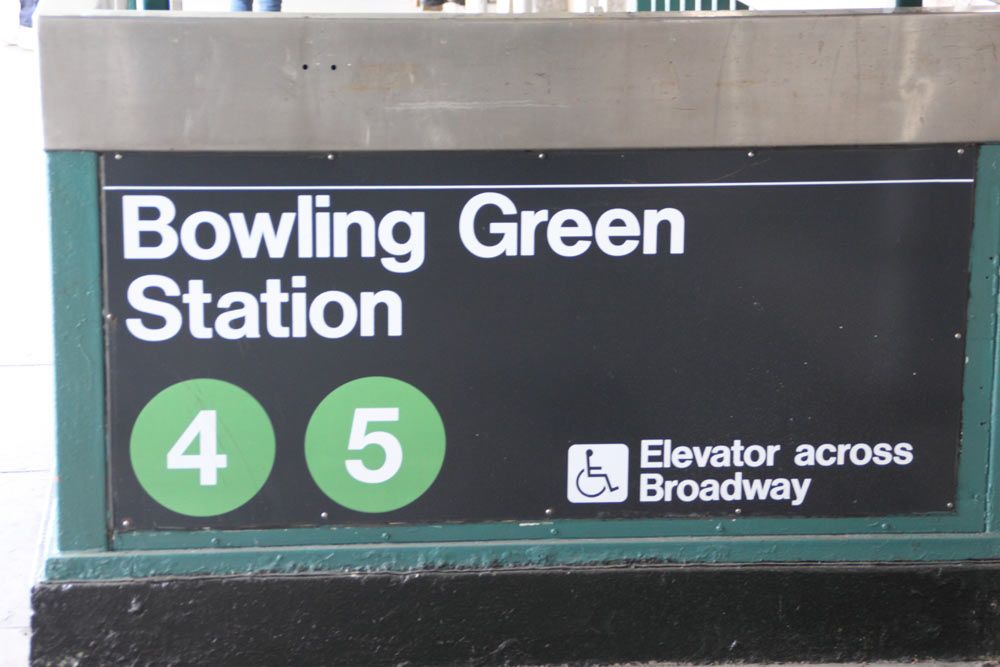 Bowling Green
Station
4 5
Elevator across
Broadway